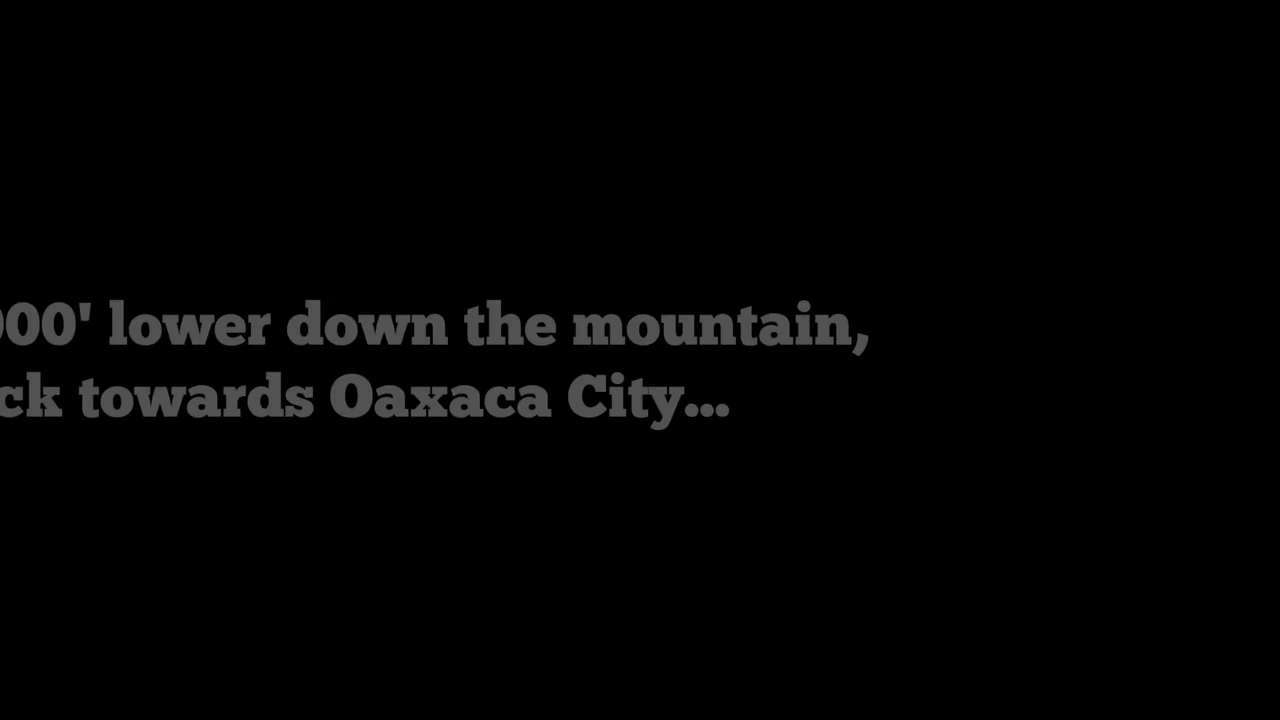 000' lower down the mountain,
ck towards Oaxaca City...